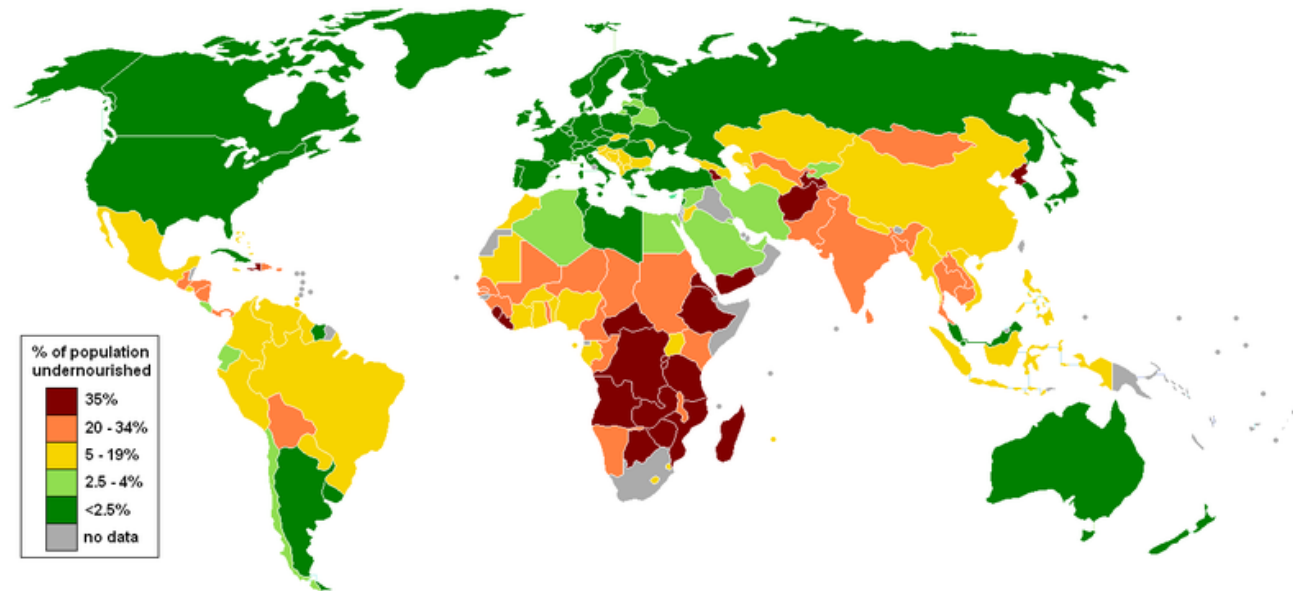 % of population
undernourished
35%
20 - 34%
5 - 19%
2.5 - 4%
<2.5%
no data